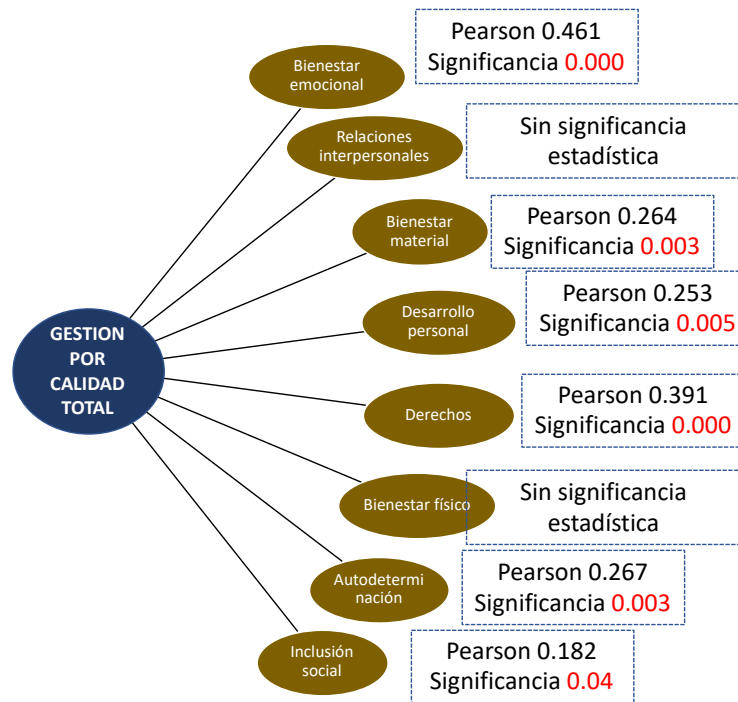 Bienestar
emocional
Pearson 0.461
Significancia 0.000
Relaciones
interpersonales
Sin significancia
estadística
Bienestar
material
Pearson 0.264
Significancia 0.003
Desarrollo
personal
Pearson 0.253
Significancia 0.005
GESTION
POR
CALIDAD
TOTAL
Derechos
Pearson 0.391
Significancia 0.000
Bienestar físico
Sin significancia
estadística
Autodetermi
nación
Pearson 0.267
Significancia 0.003
Inclusión
social
Pearson 0.182
Significancia 0.04